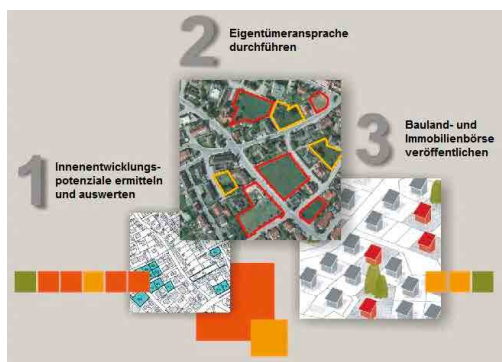 1
Innenentwicklungs-
potenziale ermitteln
und auswerten
2
Eigentümeransprache
durchführen
3
Bauland- und
Immobilienbörse
veröffentlichen